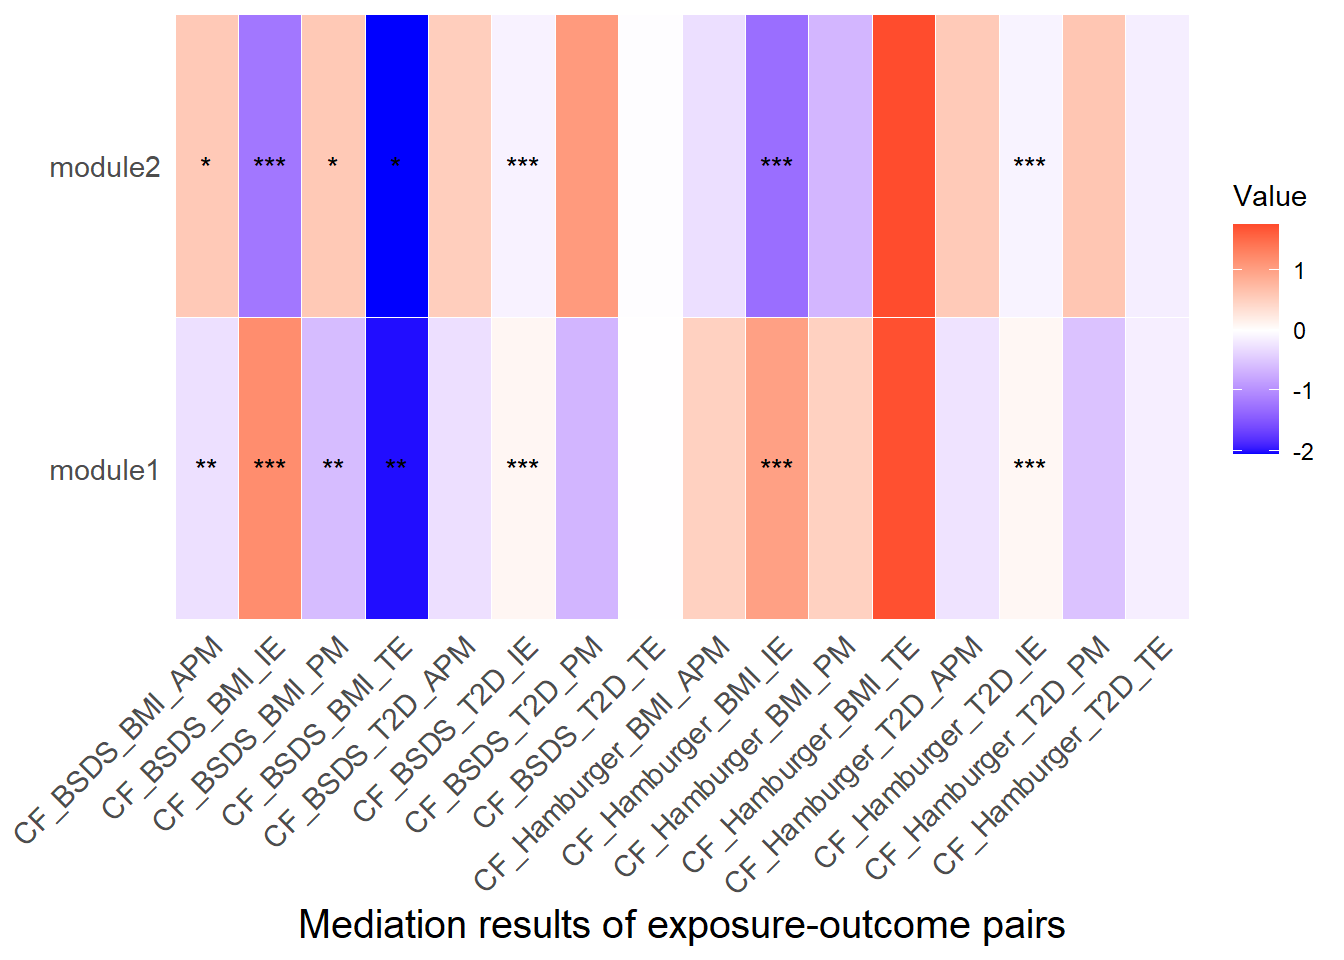 module2
* *** * * *** *** ***
module1
** *** ** ** *** *** ***
CF_BSDS_BMI_APM
CF_BSDS_BMI_IE
CF_BSDS_BMI_PM
CF_BSDS_BMI_TE
CF_BSDS_T2D_APM
CF_BSDS_T2D_IE
CF_BSDS_T2D_PM
CF_BSDS_T2D_TE
CF_Hamburger_BMI_APM
CF_Hamburger_BMI_IE
CF_Hamburger_BMI_PM
CF_Hamburger_BMI_TE
CF_Hamburger_T2D_APM
CF_Hamburger_T2D_IE
CF_Hamburger_T2D_PM
CF_Hamburger_T2D_TE
Mediation results of exposure-outcome pairs
Value
1
0
-1
-2